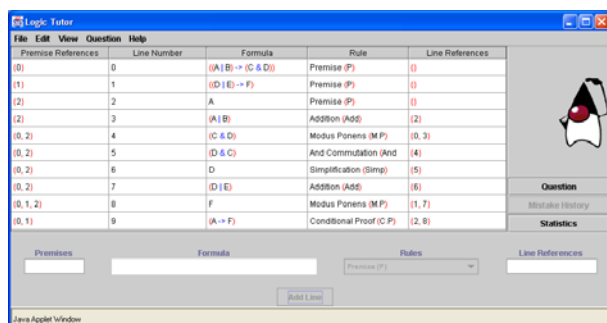 Logic Tutor
File Edit View Question Help
Premise References Line Number Formula Rule Line References
{0} 0 ((A | B) -> (C & D)) Premise (P) {}
{1} 1 ((D | E) -> F) Premise (P) {}
{2} 2 A Premise (P) {}
{2} 3 (A | B) Addition (Add) {2}
{0, 2} 4 (C & D) Modus Ponens (M.P) {0, 3}
{0, 2} 5 (D & C) And Commutation (And {4}
{0, 2} 6 D Simplification (Simp) {5}
{0, 2} 7 (D | E) Addition (Add) {6}
{0, 1, 2} 8 F Modus Ponens (M.P) {1, 7}
{0, 1} 9 (A -> F) Conditional Proof (C.P) {2, 8}
Question
Mistake History
Statistics
Premises Formula Rules Line References
Premise (P)
Add Line
Java Applet Window